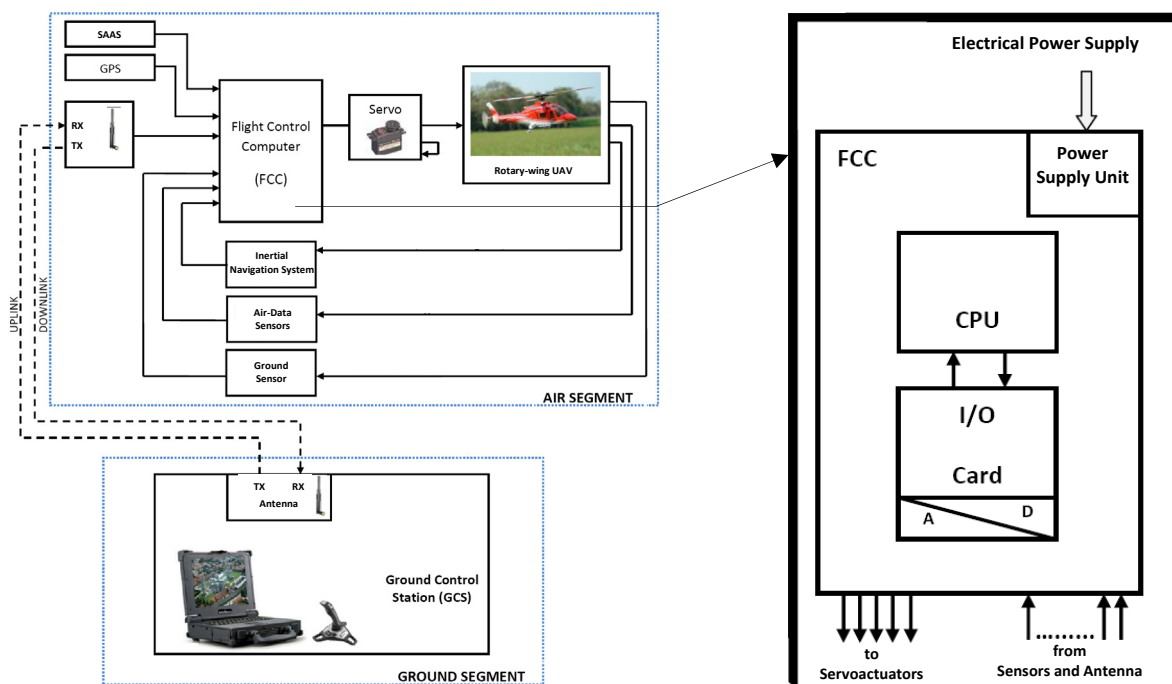 SAAS
GPS
RX
TX
Flight Control
Computer
(FCC)
Servo
Rotary-wing UAV
Inertial
Navigation System
Air-Data
Sensors
Ground
Sensor
AIR SEGMENT
UPLINK
DOWNLINK
TX RX
Antenna
Ground Control
Station (GCS)
GROUND SEGMENT
Electrical Power Supply
FCC
Power
Supply Unit
CPU
I/O
Card
A D
to
Servoactuators
.........
from
Sensors and Antenna